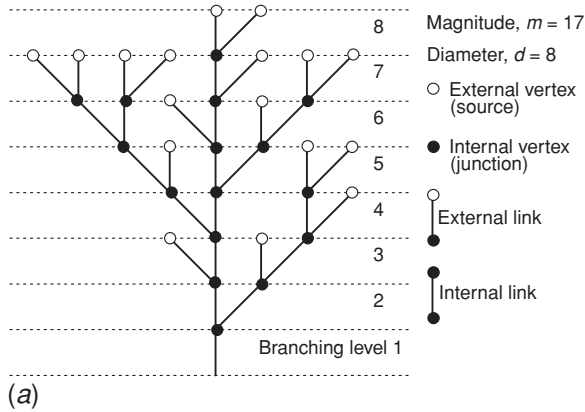 8
7
6
5
4
3
2
Branching level 1
(a)
Magnitude, m = 17
Diameter, d = 8
External vertex
(source)
Internal vertex
(junction)
External link
Internal link